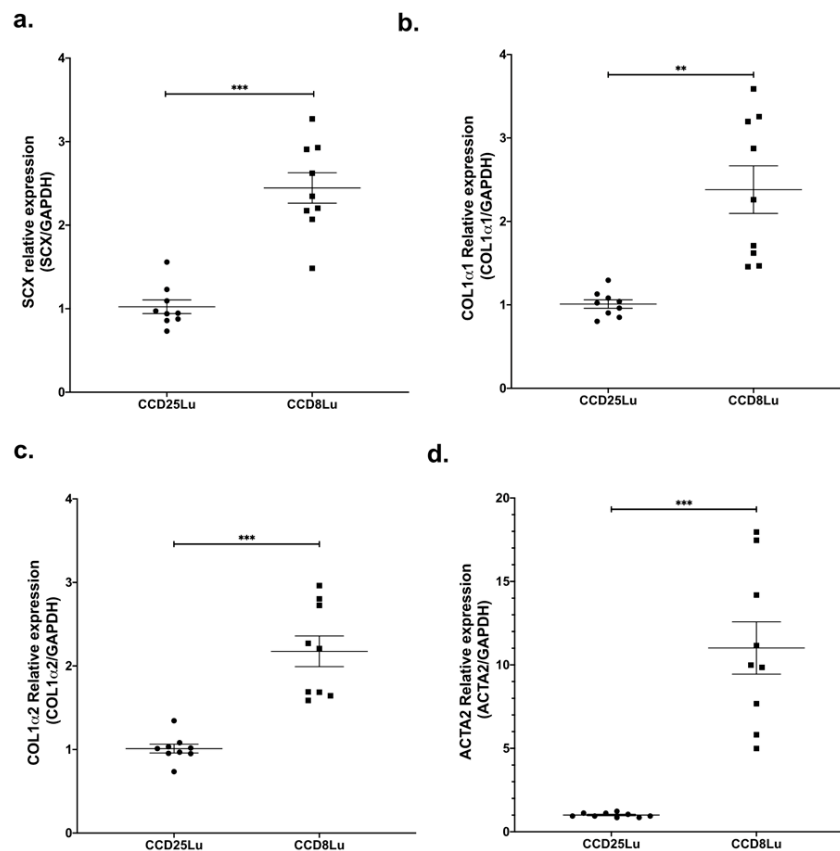 a.
SCX relative expression
(SCX/GAPDH)
4
3
2
1
0
***
CCD25Lu
CCD8Lu
b.
COL1α1 Relative expression
(COL1α1/GAPDH)
4
3
2
1
0
**
CCD25Lu
CCD8Lu
c.
COL1α2 Relative expression
(COL1α2/GAPDH)
4
3
2
1
0
***
CCD25Lu
CCD8Lu
d.
ACTA2 Relative expression
(ACTA2/GAPDH)
20
15
10
5
0
***
CCD25Lu
CCD8Lu